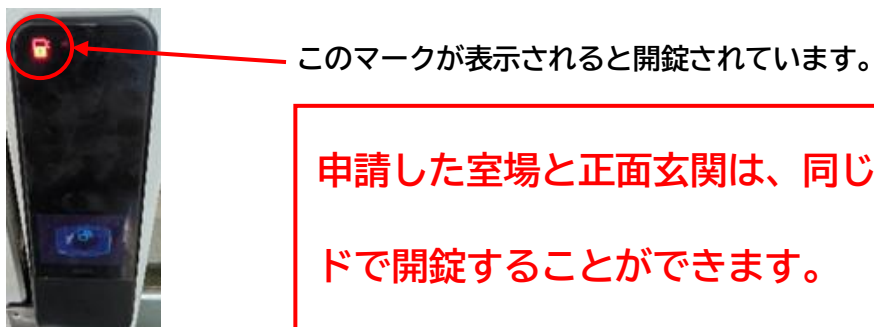 このマークが表示されると開錠されています。
申請した室場と正面玄関は、同じ
ドで開錠することができます。